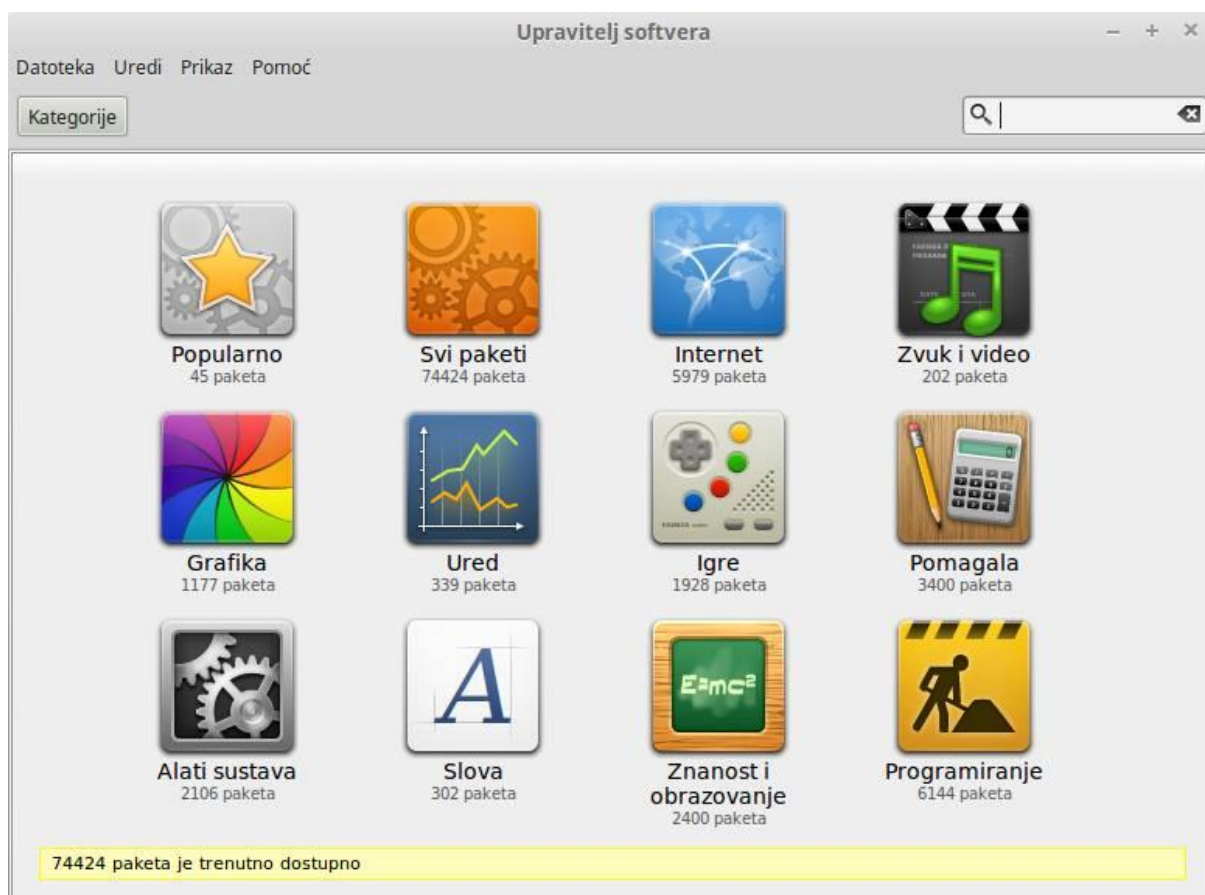 Upravitelj softvera
Datoteka Uredi Prikaz Pomoć
Kategorije
Popularno
45 paketa
Svi paketi
74424 paketa
Internet
5979 paketa
Zvuk i video
202 paketa
Grafika
1177 paketa
Ured
339 paketa
Igre
1928 paketa
Pomagala
3400 paketa
Alati sustava
2106 paketa
Slova
302 paketa
E=mc²
Znanost i
obrazovanje
2400 paketa
Programiranje
6144 paketa
74424 paketa je trenutno dostupno